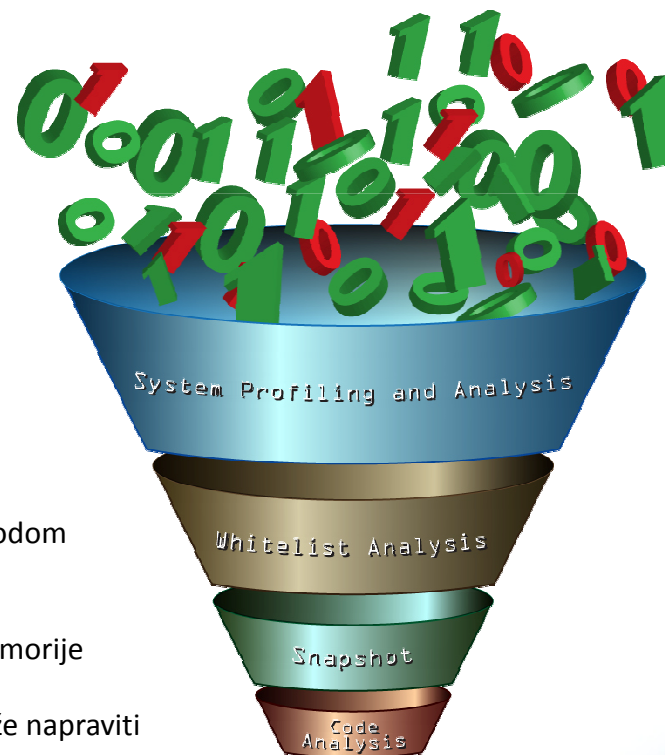 System Profiling and Analysis
odom
Whitelist Analysis
morije
Snapshot
že napraviti
Code
Analysis